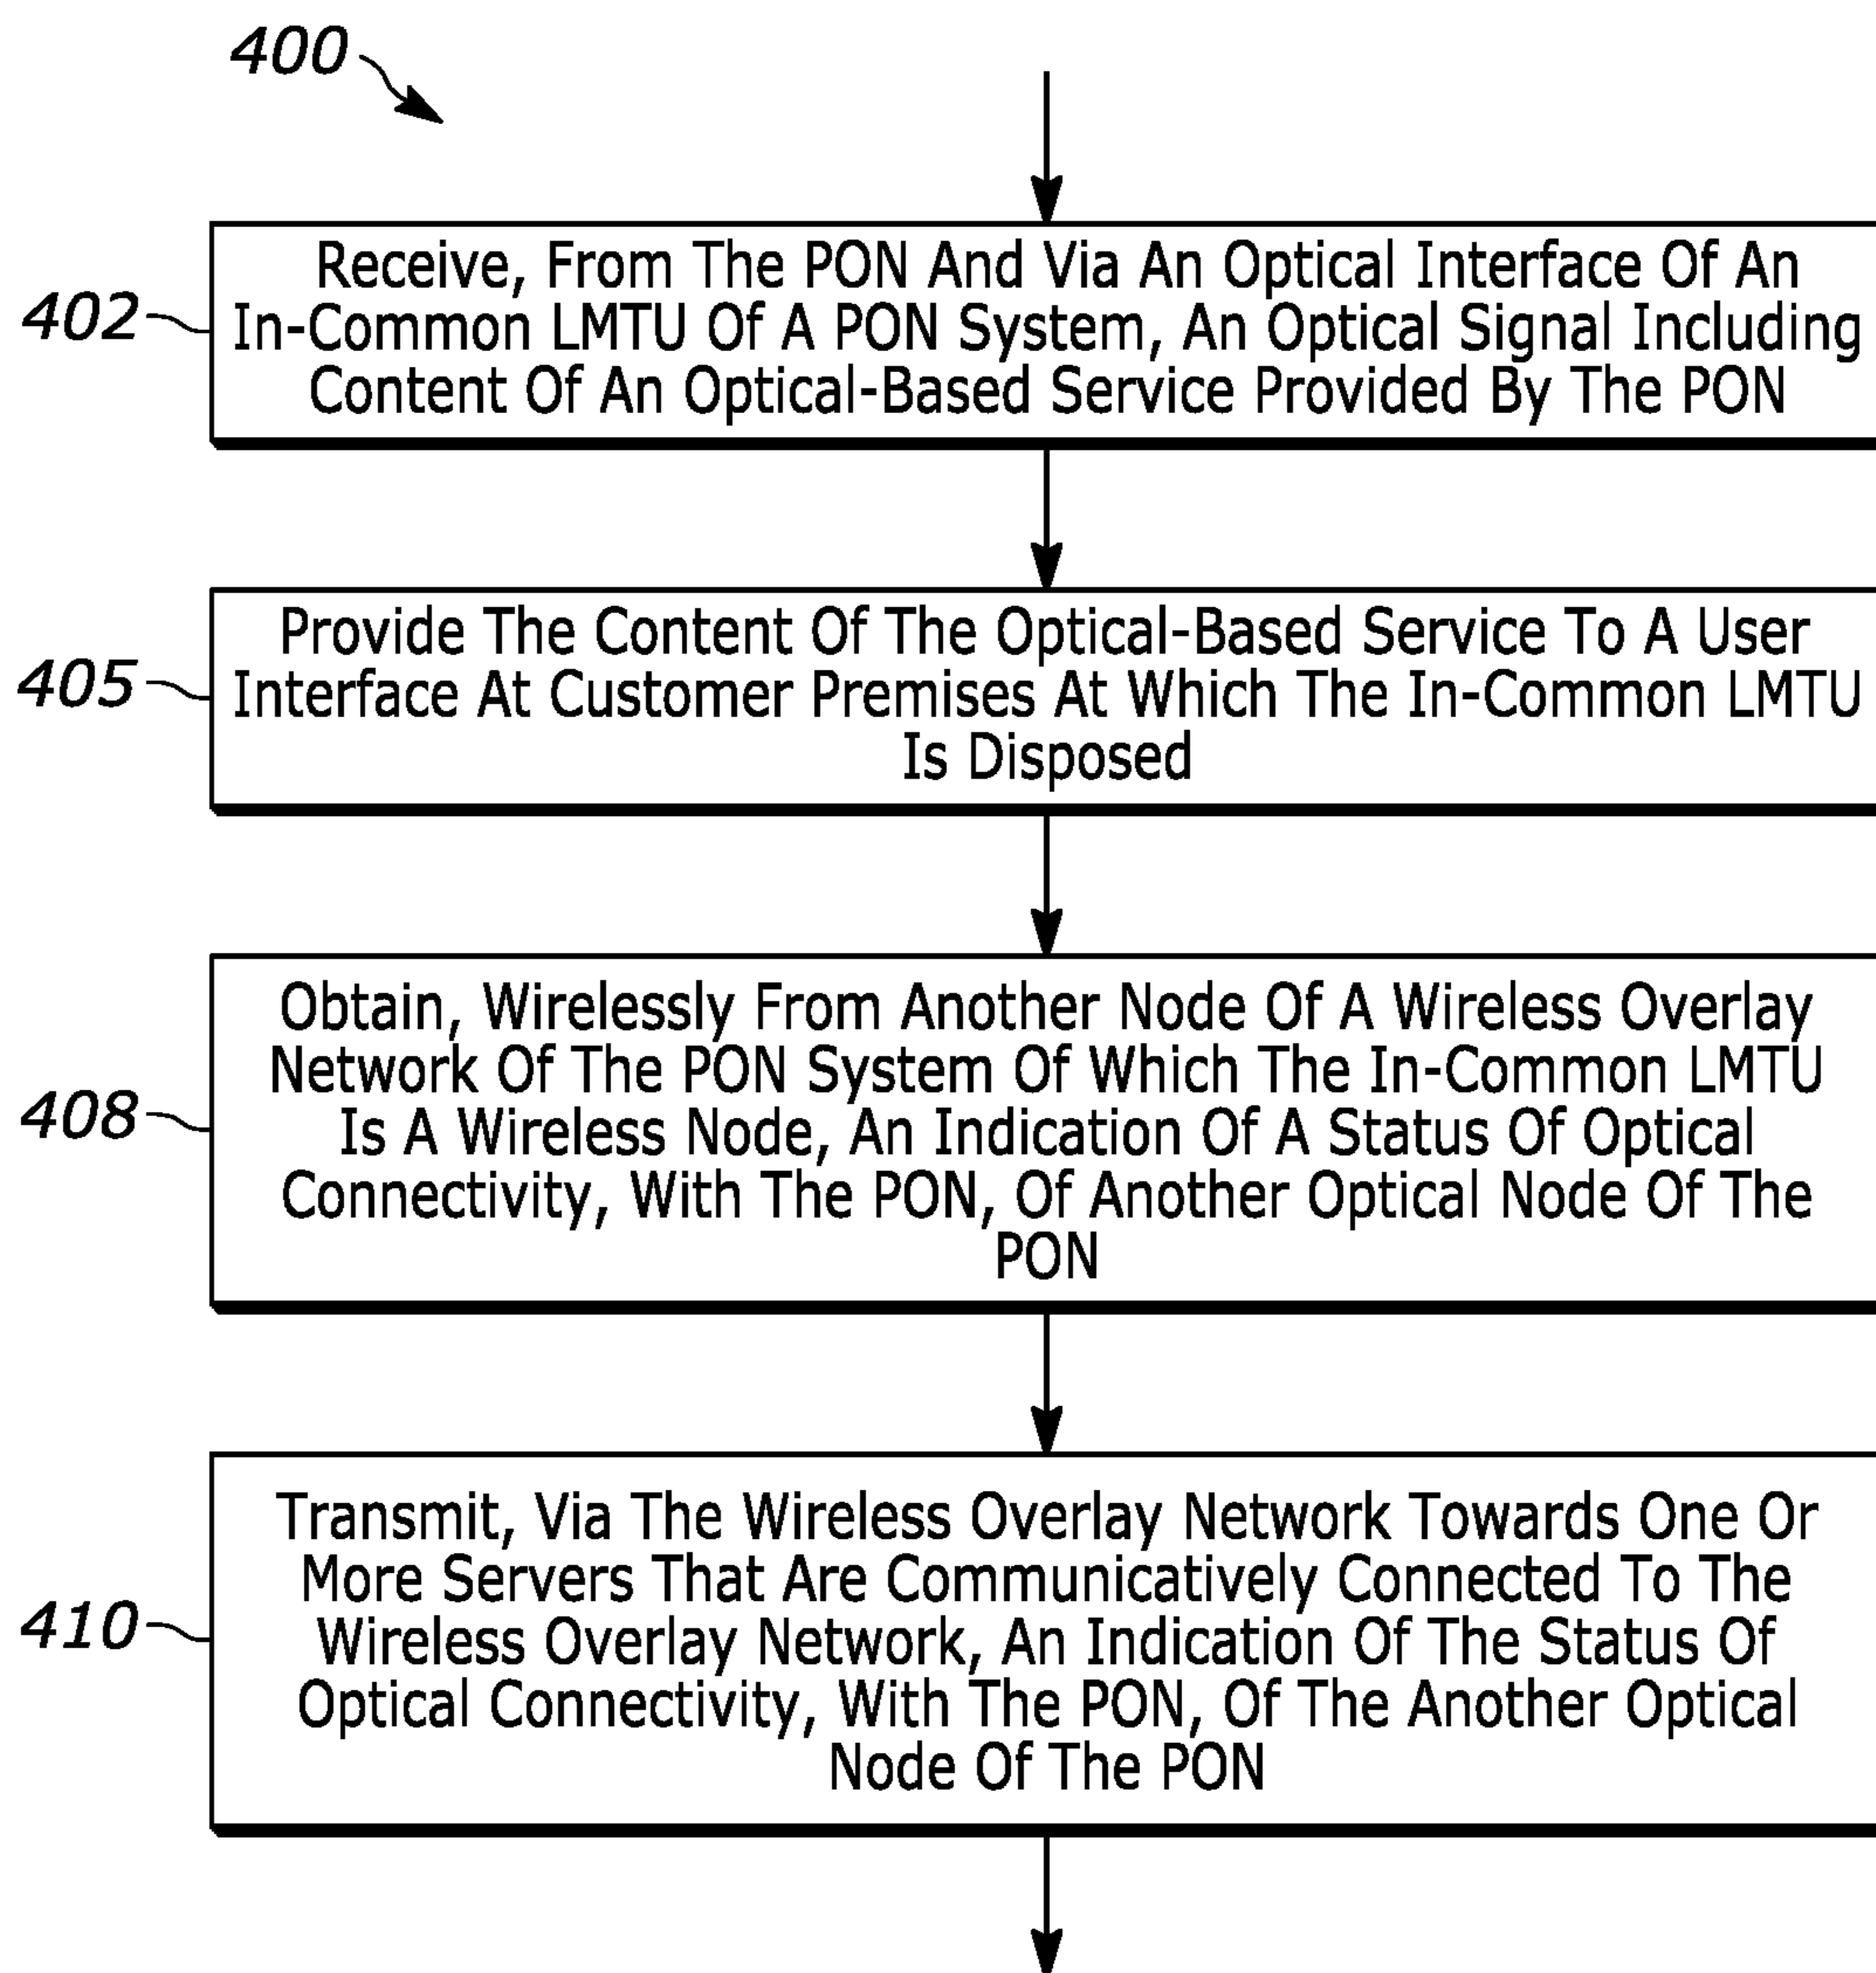 400
402
Receive, From The PON And Via An Optical Interface Of An
In-Common LMTU Of A PON System, An Optical Signal Including
Content Of An Optical-Based Service Provided By The PON
405
Provide The Content Of The Optical-Based Service To A User
Interface At Customer Premises At Which The In-Common LMTU
Is Disposed
408
Obtain, Wirelessly From Another Node Of A Wireless Overlay
Network Of The PON System Of Which The In-Common LMTU
Is A Wireless Node, An Indication Of A Status Of Optical
Connectivity, With The PON, Of Another Optical Node Of The
PON
410
Transmit, Via The Wireless Overlay Network Towards One Or
More Servers That Are Communicatively Connected To The
Wireless Overlay Network, An Indication Of The Status Of
Optical Connectivity, With The PON, Of The Another Optical
Node Of The PON